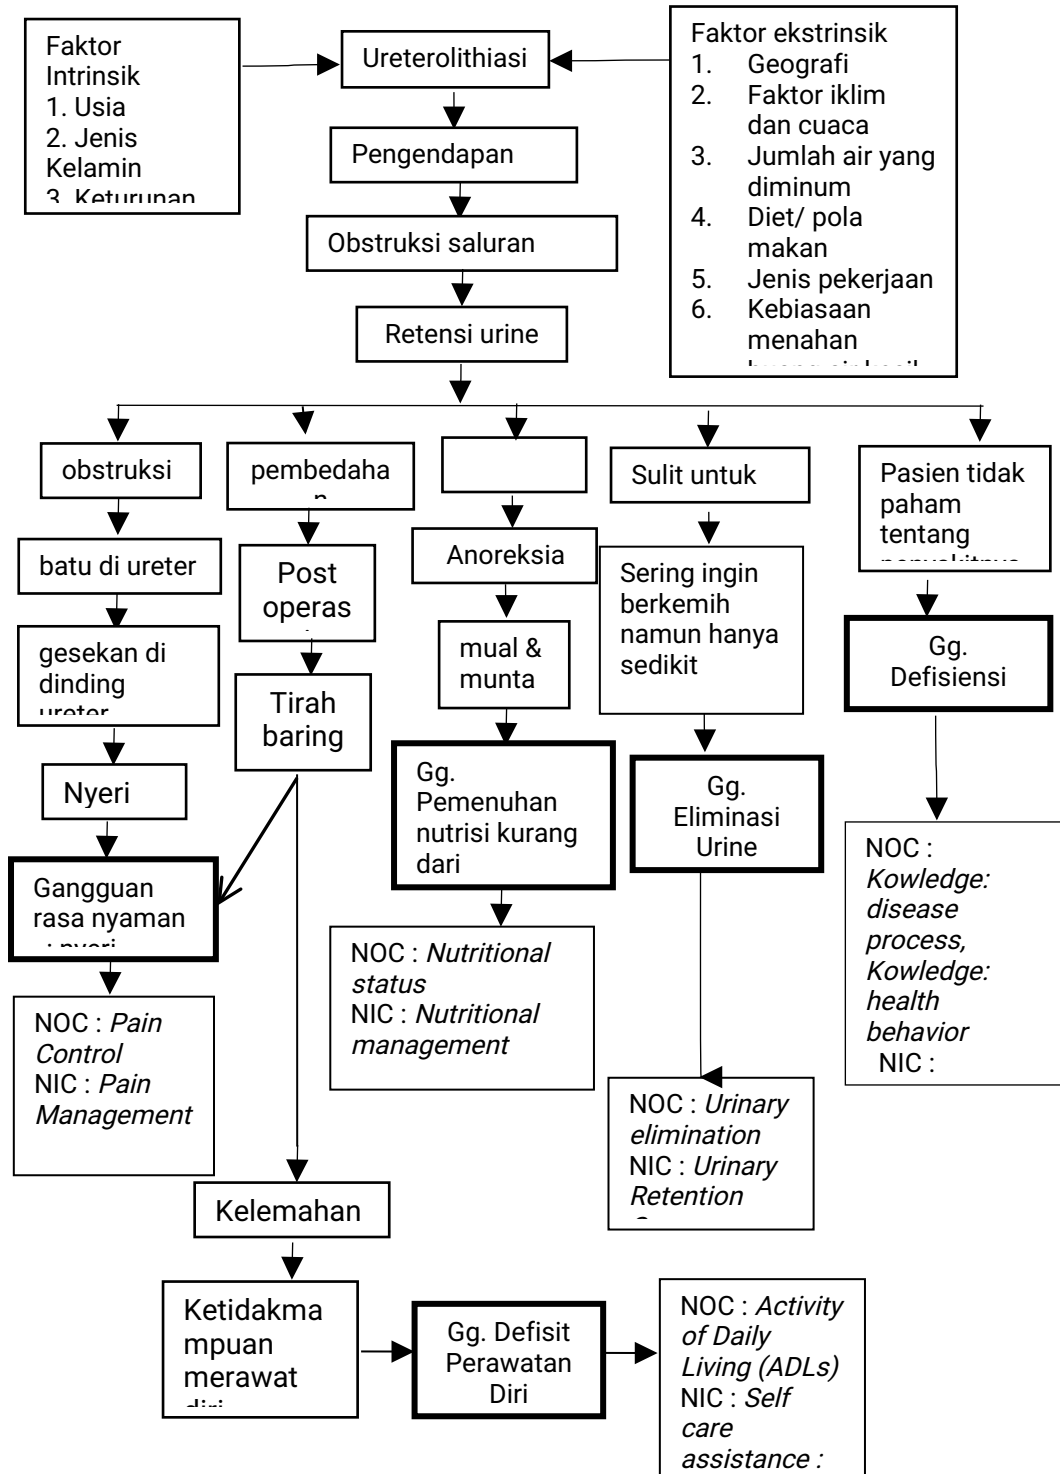 Faktor
Intrinsik
1. Usia
2. Jenis
Kelamin
3. Keturunan
Ureterolithiasi
Faktor ekstrinsik
1. Geografi
2. Faktor iklim
dan cuaca
3. Jumlah air yang
diminum
4. Diet/ pola
makan
5. Jenis pekerjaan
6. Kebiasaan
menahan
Pengendapan
Obstruksi saluran
Retensi urine
obstruksi
pembedaha
n
Sulit untuk
Pasien tidak
paham
tentang
penyakitnya
batu di ureter
Post
operas
Anoreksia
Sering ingin
berkemih
namun hanya
sedikit
gesekan di
dinding
ureter
Tirah
baring
mual &
munta
Gg.
Defisiensi
Nyeri
Gg.
Pemenuhan
nutrisi kurang
dari
Gg.
Eliminasi
Urine
Gangguan
rasa nyaman
: nyeri
NOC : Pain
Control
NIC : Pain
Management
NOC : Nutritional
status
NIC : Nutritional
management
NOC :
Kowledge:
disease
process,
Kowledge:
health
behavior
NIC :
NOC : Urinary
elimination
NIC : Urinary
Retention
Kelemahan
Ketidakma
mpuan
merawat
diri
Gg. Defisit
Perawatan
Diri
NOC : Activity
of Daily
Living (ADLs)
NIC : Self
care
assistance :